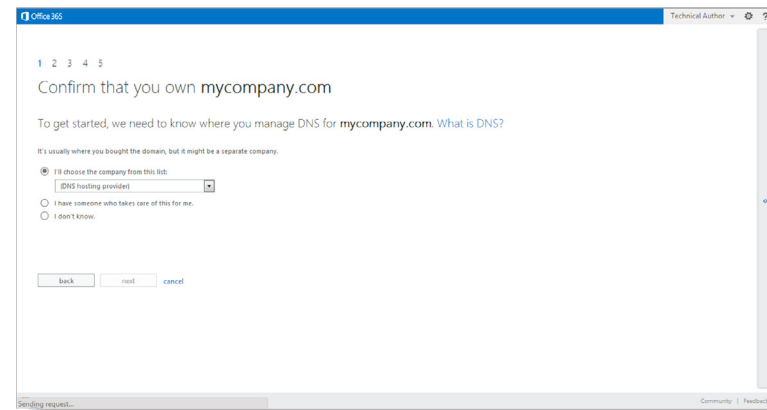 Office 365
Technical Author
?
1 2 3 4 5
Confirm that you own mycompany.com
To get started, we need to know where you manage DNS for mycompany.com. What is DNS?
It's usually where you bought the domain, but it might be a separate company.
I'll choose the company from this list:
(DNS hosting provider)
I have someone who takes care of this for me.
I don't know.
back next cancel
Sending request...
Community | Feedback